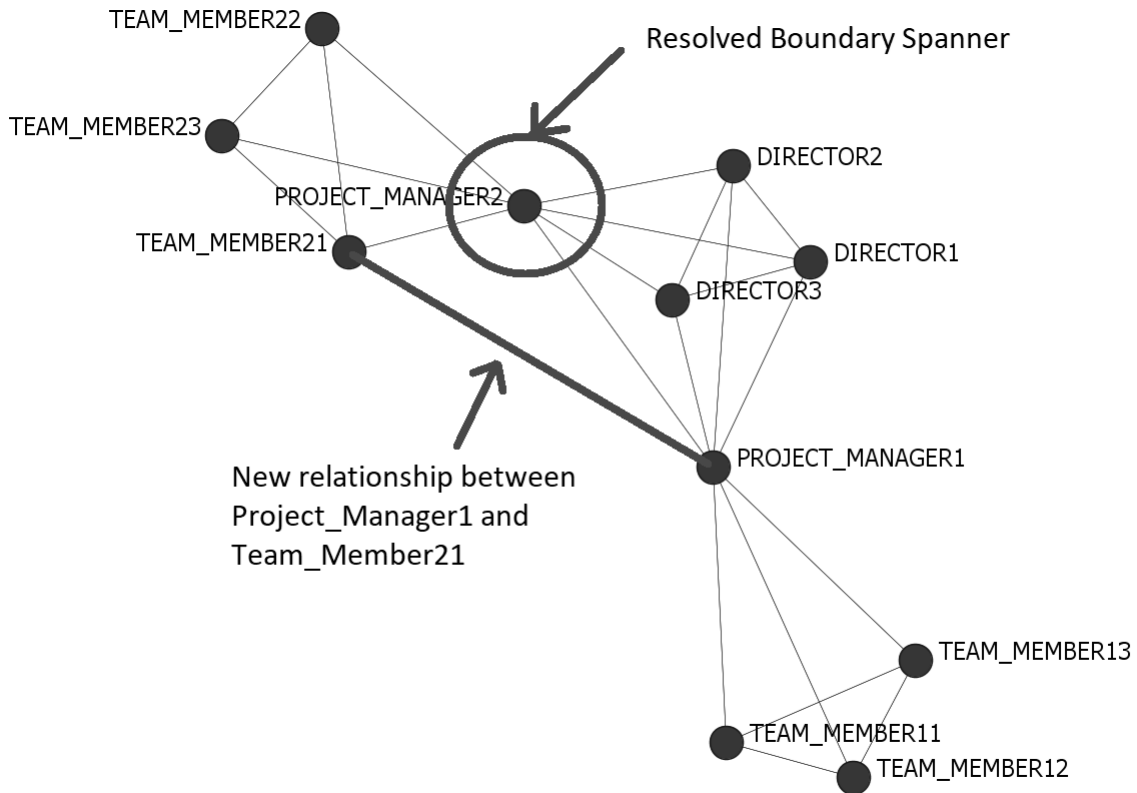 TEAM_MEMBER22
Resolved Boundary Spanner
TEAM_MEMBER23
DIRECTOR2
PROJECT_MANAGER2
TEAM_MEMBER21
DIRECTOR1
DIRECTOR3
PROJECT_MANAGER1
New relationship between
Project_Manager1 and
Team_Member21
TEAM_MEMBER13
TEAM_MEMBER11
TEAM_MEMBER12